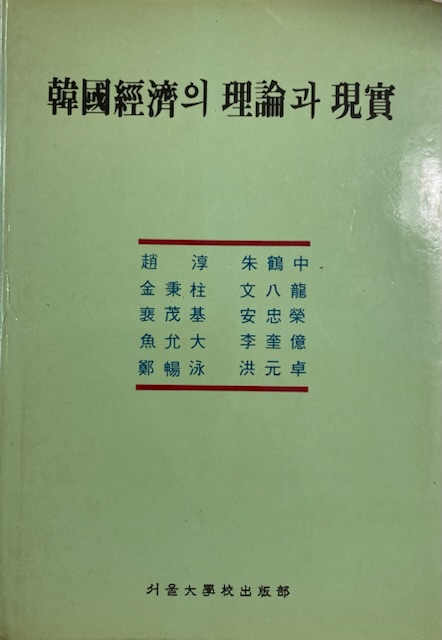 韓國經濟의 理論과 現實
趙 淳 朱鶴中
金秉柱 文八龍
裵茂基 安忠榮
魚允大 李奎億
鄭暢泳 洪元卓
서울大學校出版部